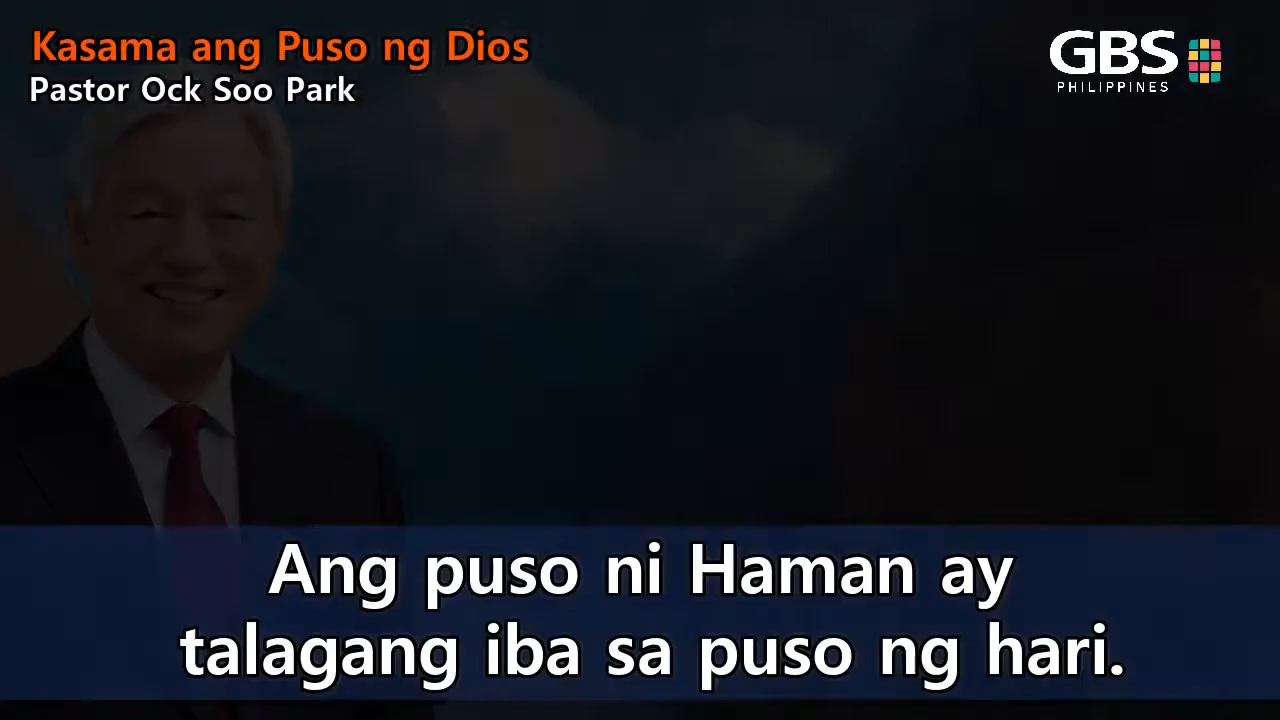 Kasama ang Puso ng Dios
Pastor Ock Soo Park
GBS
PHILIPPINES
Ang puso ni Haman ay
talagang iba sa puso ng hari.